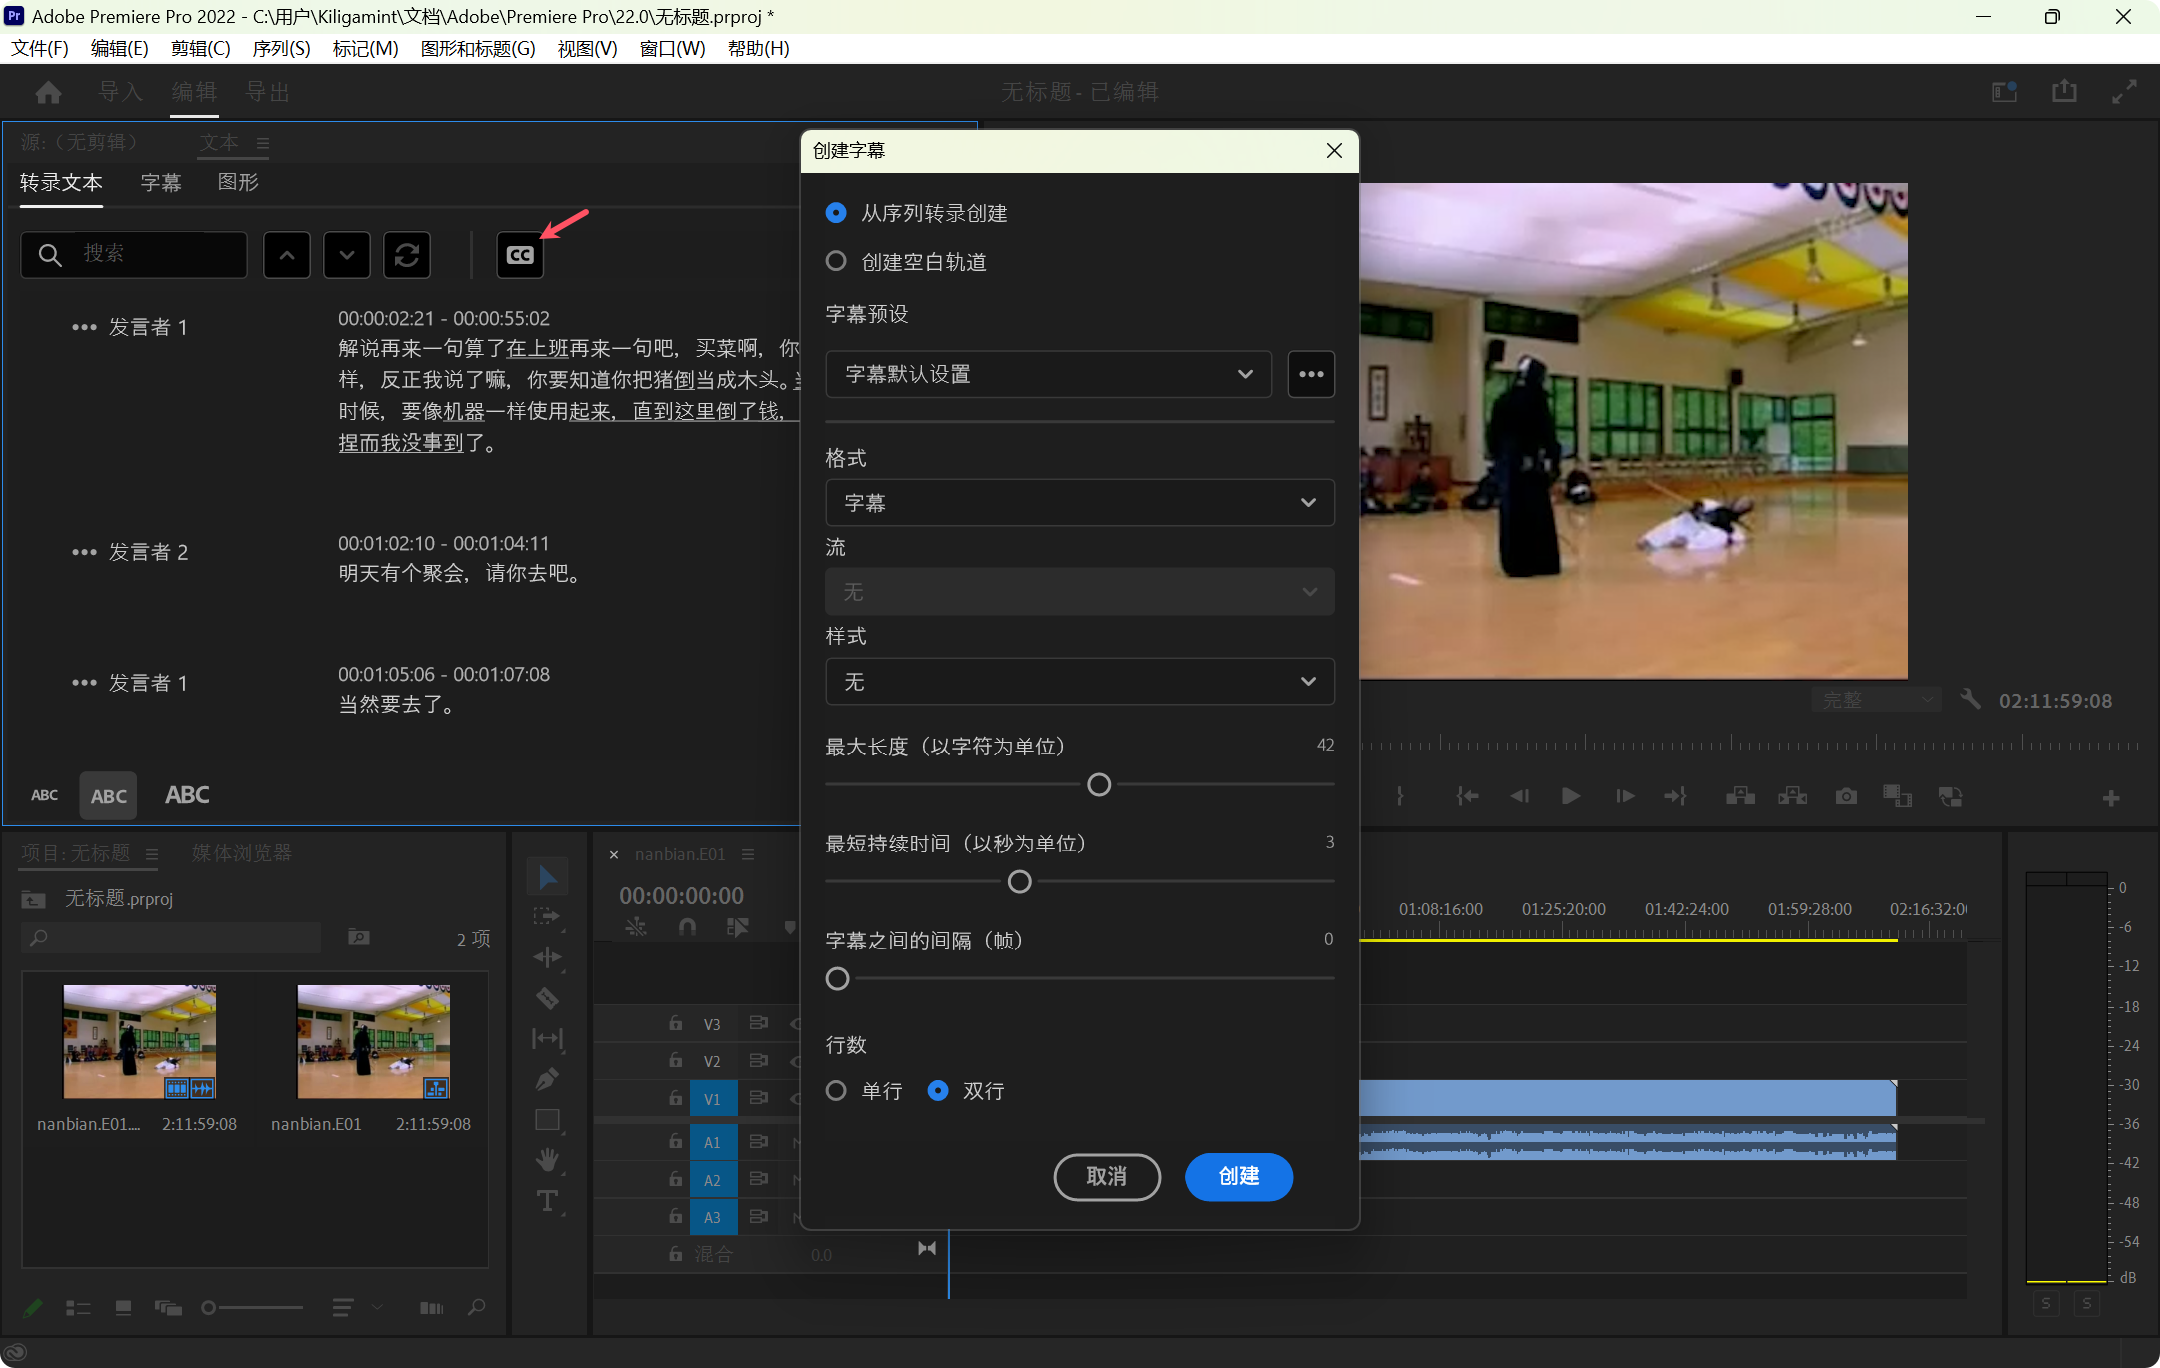 Adobe Premiere Pro 2022 - C:\用户\Kiligamint\文档\Adobe\Premiere Pro\22.0\无标题.prproj *
文件(F) 编辑(E) 剪辑(C) 序列(S) 标记(M) 图形和标题(G) 视图(V) 窗口(W) 帮助(H)
导入 编辑 导出
无标题 - 已编辑
源:（无剪辑）
文本
转录文本 字幕 图形
搜索
发言者 1
00:00:02:21 - 00:00:55:02
解说再来一句算了在上班再来一句吧，买菜啊，你
样，反正我说了嘛，你要知道你把猪倒当成木头。
时候，要像机器一样使用起来，直到这里倒了钱，
捏而我没事到了。
发言者 2
00:01:02:10 - 00:01:04:11
明天有个聚会，请你去吧。
发言者 1
00:01:05:06 - 00:01:07:08
当然要去了。
ABC ABC ABC
创建字幕
从序列转录创建
创建空白轨道
字幕预设
字幕默认设置
格式
字幕
流
无
样式
无
最大长度（以字符为单位） 42
最短持续时间（以秒为单位） 3
字幕之间的间隔（帧） 0
行数
单行 双行
取消 创建
完整
02:11:59:08
项目: 无标题
媒体浏览器
无标题.prproj
2 项
nanbian.E01.... 2:11:59:08
nanbian.E01 2:11:59:08
nanbian.E01
00:00:00:00
01:08:16:00 01:25:20:00 01:42:24:00 01:59:28:00 02:16:32:0
V3
V2
V1
A1
A2
A3
混合 0.0
0
-6
-12
-18
-24
-30
-36
-42
-48
-54
dB
S S